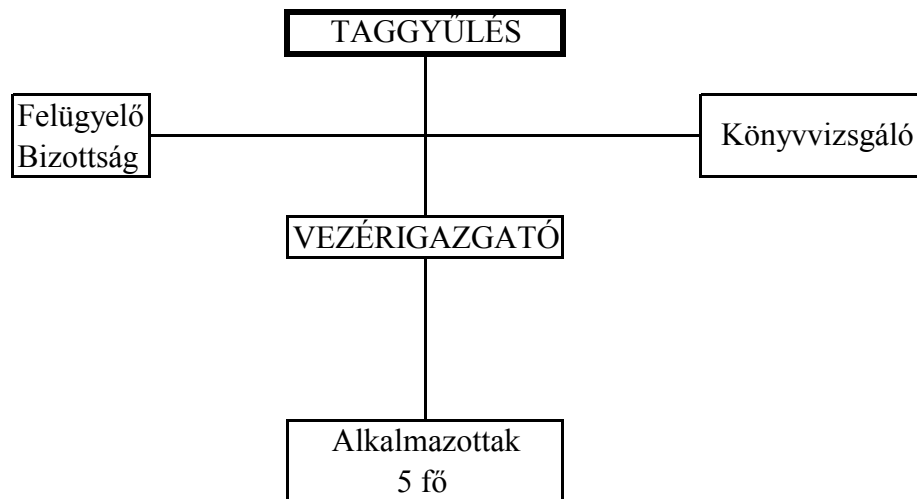 TAGGYŰLÉS
Felügyelő
Bizottság
Könyvvizsgáló
VEZÉRIGAZGATÓ
Alkalmazottak
5 fő